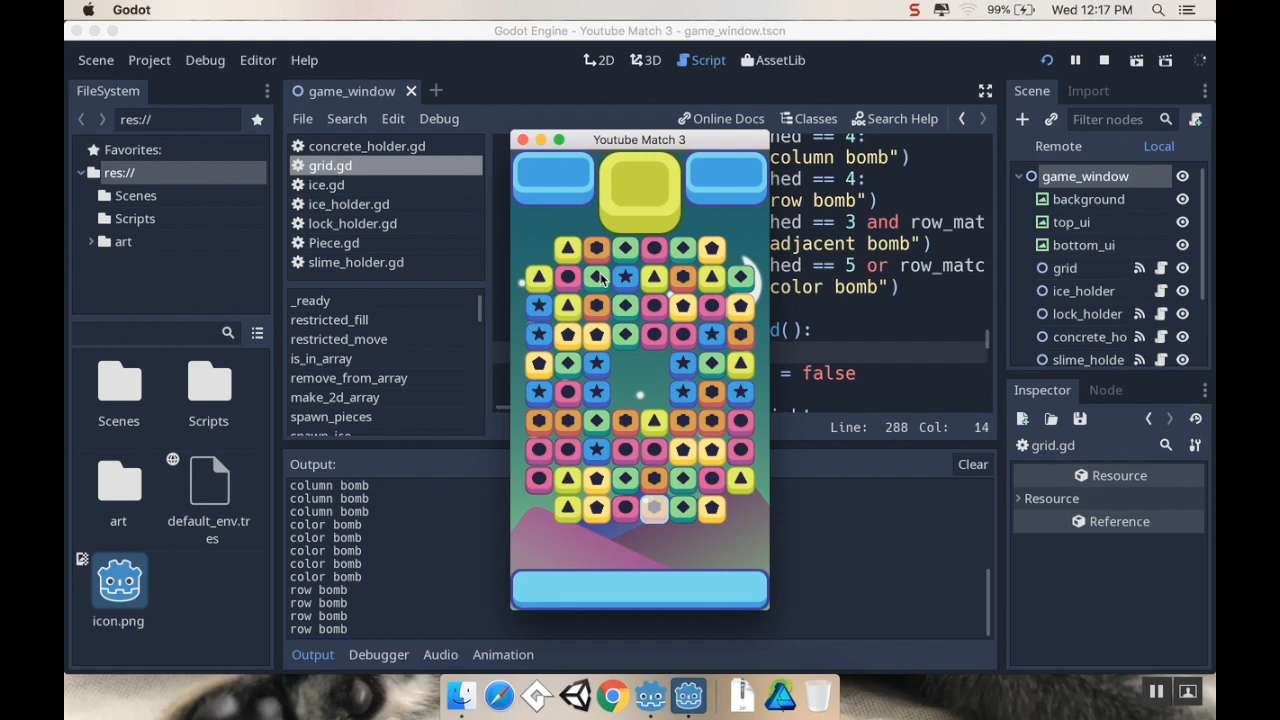 Godot
99%
Wed 12:17 PM
Godot Engine - Youtube Match 3 - game_window.tscn
Scene Project Debug Editor Help
2D 3D Script AssetLib
FileSystem
game_window
Scene Import
res://
File Search Edit Debug
Online Docs Classes Search Help
Filter nodes
Favorites:
res://
Scenes
Scripts
art
concrete_holder.gd
grid.gd
ice.gd
ice_holder.gd
lock_holder.gd
Piece.gd
slime_holder.gd
_ready
restricted_fill
restricted_move
is_in_array
remove_from_array
make_2d_array
spawn_pieces
Youtube Match 3
hed == 4:
column bomb")
hed == 4:
row bomb")
hed == 3 and row_mat
adjacent bomb")
hed == 5 or row_matc
color bomb")
d():
= false
Line: 288 Col: 14
Remote Local
game_window
background
top_ui
bottom_ui
grid
ice_holder
lock_holder
concrete_ho
slime_holde
Inspector Node
grid.gd
Resource
Resource
Reference
Scenes
Scripts
art
default_env.tr
es
icon.png
Output:
Clear
column bomb
column bomb
column bomb
color bomb
color bomb
color bomb
color bomb
color bomb
row bomb
row bomb
row bomb
row bomb
Output Debugger Audio Animation